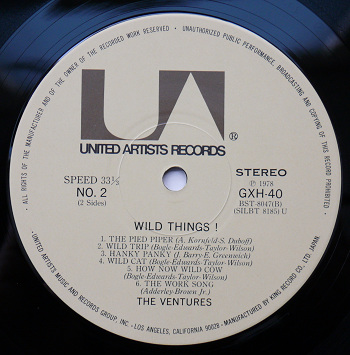 ALL RIGHTS OF THE MANUFACTURER AND OF THE OWNER OF THE RECORDED WORK RESERVED • UNAUTHORIZED PUBLIC PERFORMANCE, BROADCASTING AND COPYING OF THIS RECORD PROHIBITED •
UA®
UNITED ARTISTS RECORDS
SPEED 33⅓
NO. 2
(2 Sides)
STEREO
℗ 1978
GXH-40
BST-8047(B)
(SILBT 8185) U
WILD THINGS !
1. THE PIED PIPER (A. Kornfeld-S. Duboff)
2. WILD TRIP (Bogle-Edwards-Taylor-Wilson)
3. HANKY PANKY (J. Barry-E. Greenwich)
4. WILD CAT (Bogle-Edwards-Taylor-Wilson)
5. HOW NOW WILD COW
(Bogle-Edwards-Taylor-Wilson)
6. THE WORK SONG
(Adderley-Brown Jr.)
THE VENTURES
UNITED ARTISTS MUSIC AND RECORDS GROUP, INC. • LOS ANGELES, CALIFORNIA 90028 • MANUFACTURED BY KING RECORD CO. LTD, JAPAN.